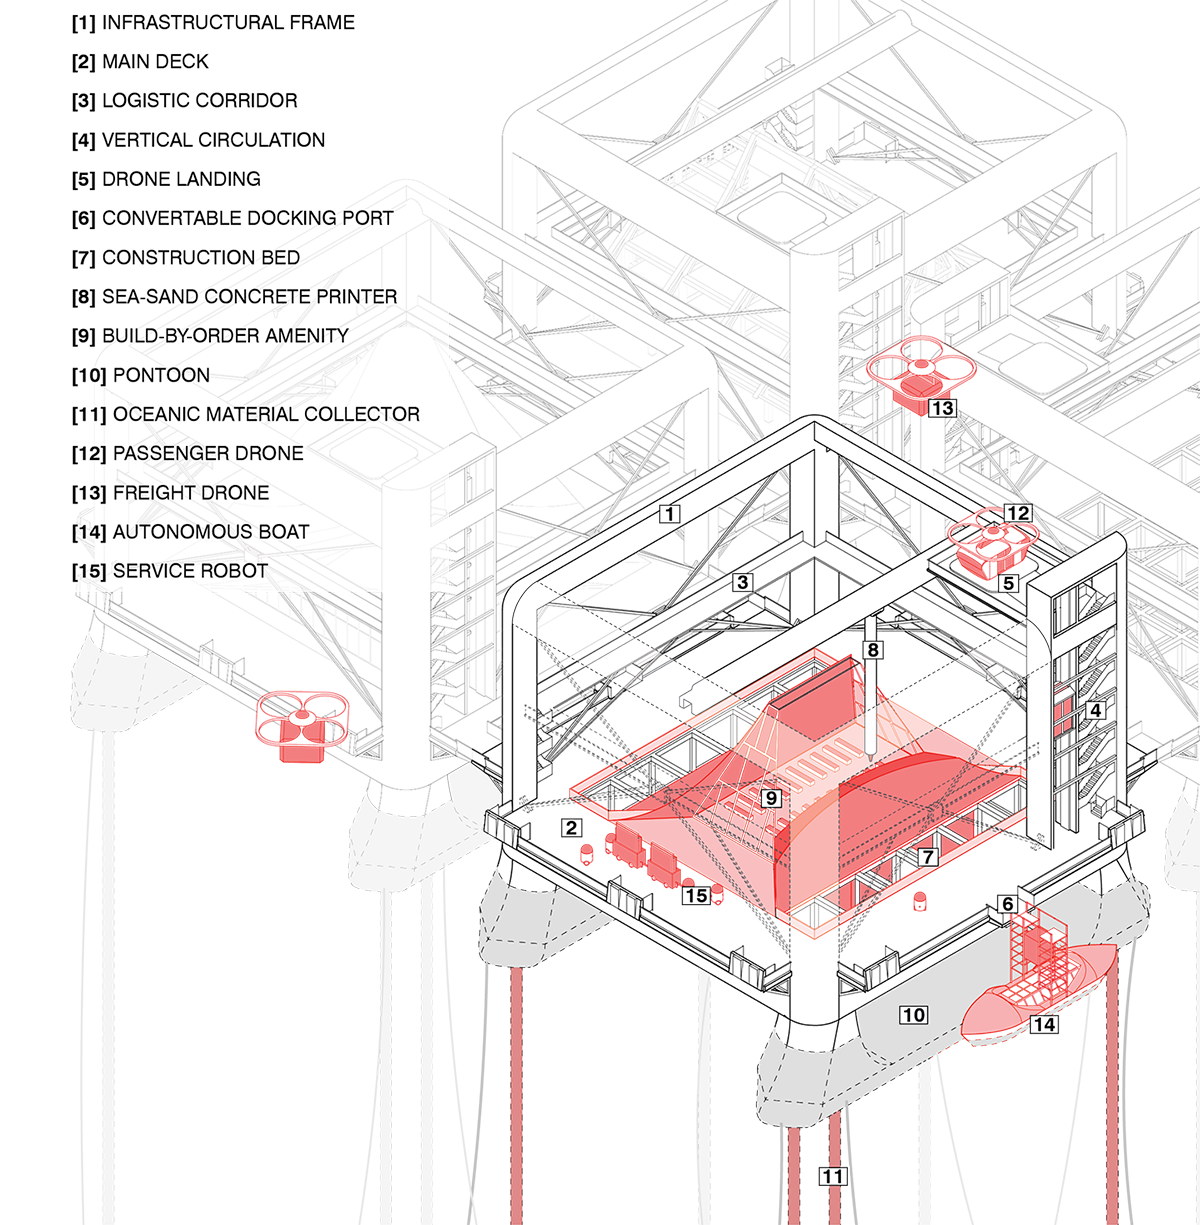 [1] INFRASTRUCTURAL FRAME
[2] MAIN DECK
[3] LOGISTIC CORRIDOR
[4] VERTICAL CIRCULATION
[5] DRONE LANDING
[6] CONVERTABLE DOCKING PORT
[7] CONSTRUCTION BED
[8] SEA-SAND CONCRETE PRINTER
[9] BUILD-BY-ORDER AMENITY
[10] PONTOON
[11] OCEANIC MATERIAL COLLECTOR
[12] PASSENGER DRONE
[13] FREIGHT DRONE
[14] AUTONOMOUS BOAT
[15] SERVICE ROBOT
13
1
12
3
5
8
4
9
2
7
15
6
10
14
11